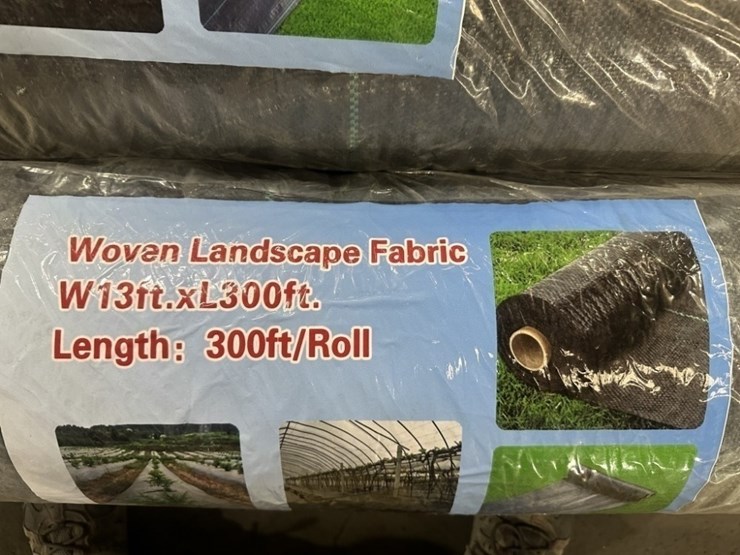 Woven Landscape Fabric
W13ft.xL300ft.
Length：300ft/Roll